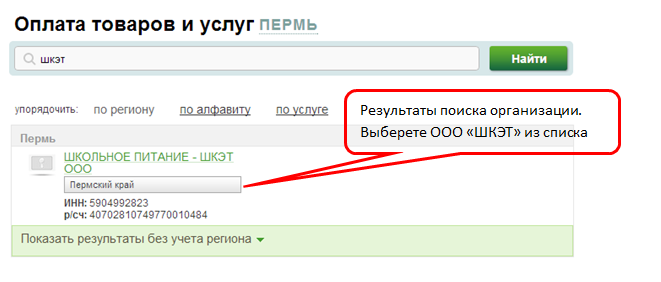 Оплата товаров и услуг ПЕРМЬ
шкэт
Найти
упорядочить: по региону по алфавиту по услуге
Результаты поиска организации.
Выберете ООО «ШКЭТ» из списка
Пермь
ШКОЛЬНОЕ ПИТАНИЕ - ШКЭТ
ООО
Пермский край
ИНН: 5904992823
р/сч: 40702810749770010484
Показать результаты без учета региона